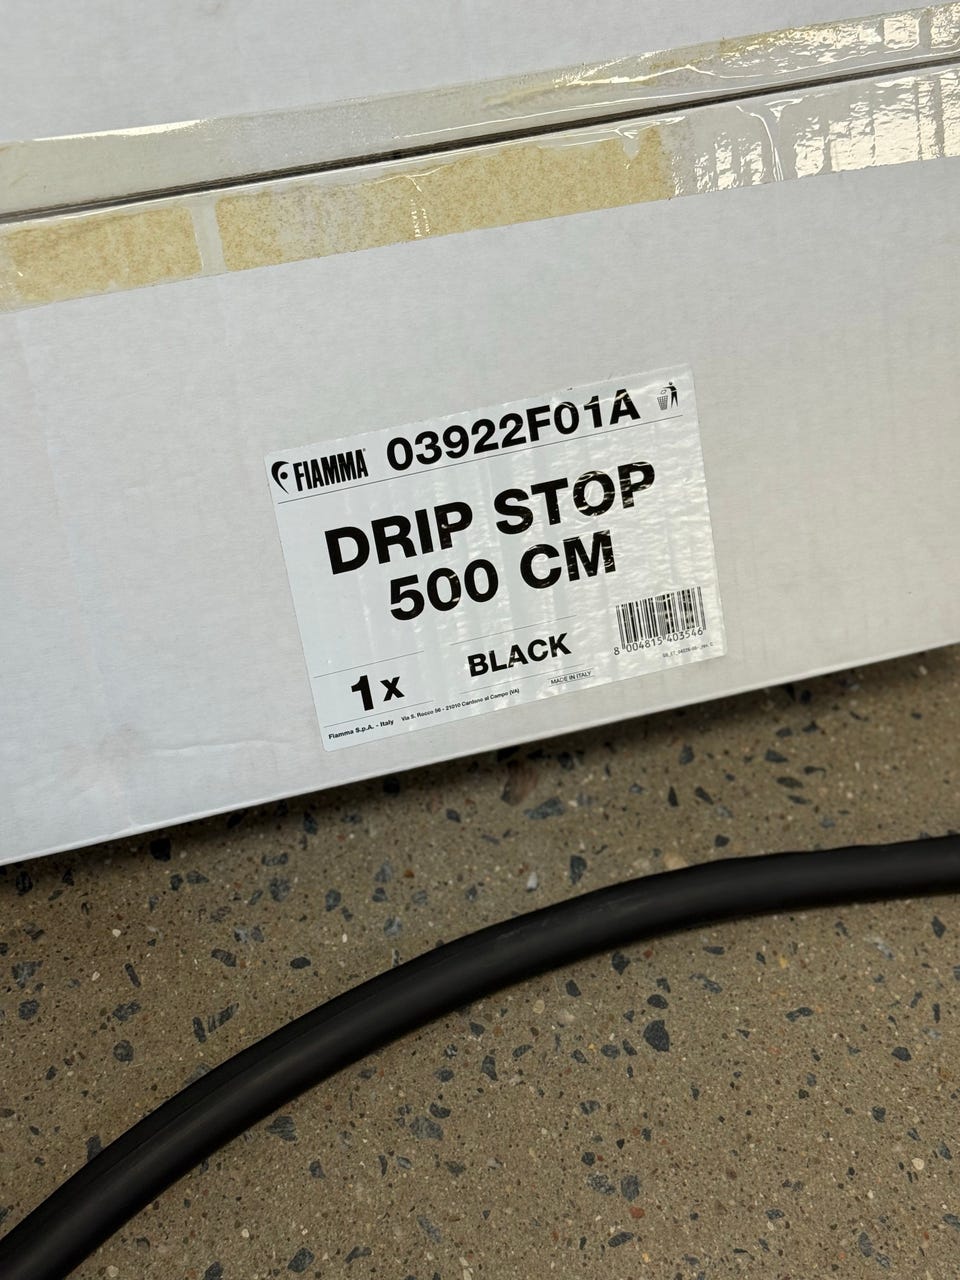 FIAMMA® 03922F01A
DRIP STOP
500 CM
1x BLACK
8 004815 403546
MADE IN ITALY
Fiamma S.p.A. - Italy Via S. Rocco 56 - 21010 Cardano al Campo (VA)